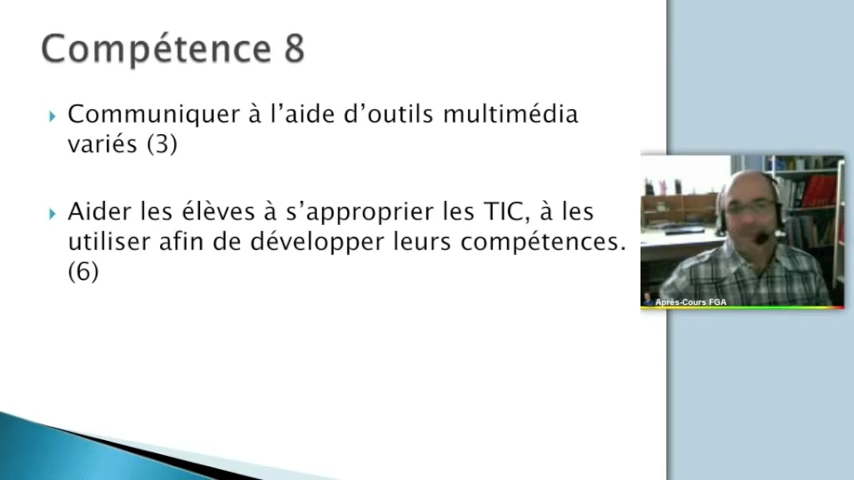 Compétence 8
Communiquer à l’aide d’outils multimédia
variés (3)
Aider les élèves à s’approprier les TIC, à les
utiliser afin de développer leurs compétences.
(6)
Après-Cours FGA